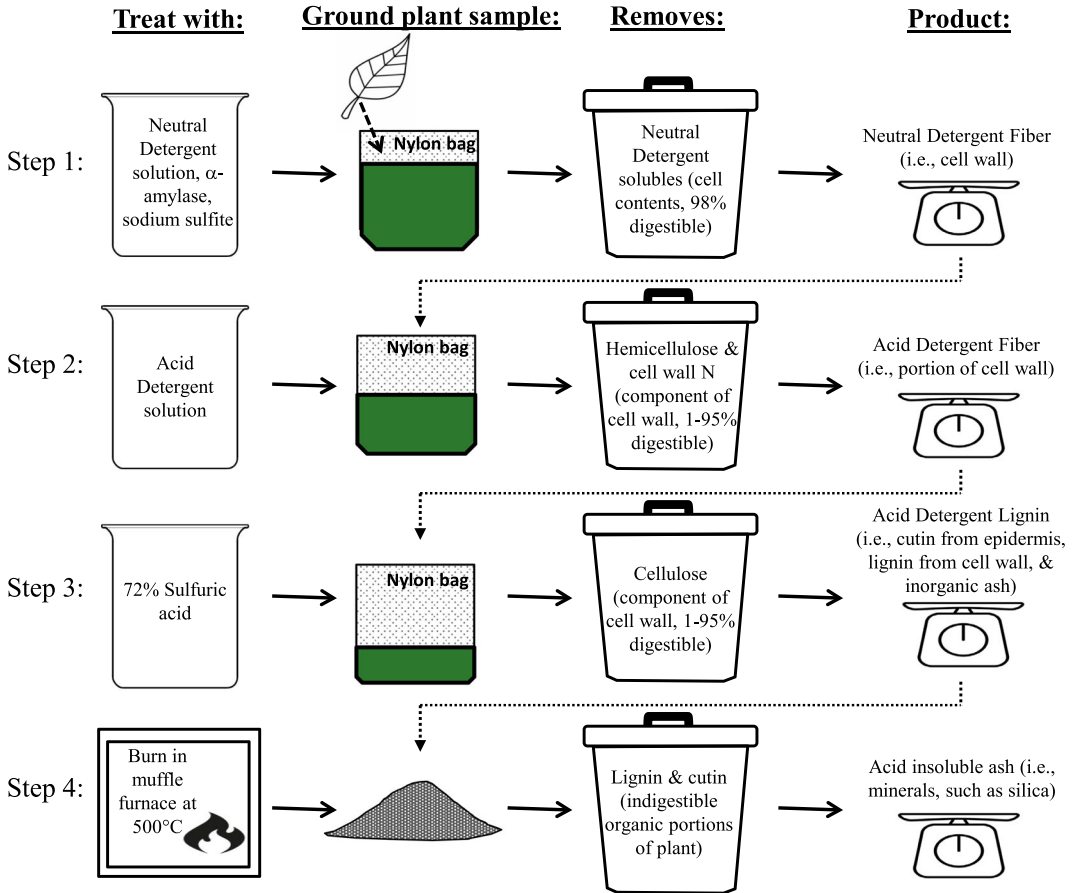 Treat with:
Ground plant sample:
Removes:
Product:
Step 1:
Neutral
Detergent
solution, α-
amylase,
sodium sulfite
Nylon bag
Neutral
Detergent
solubles (cell
contents, 98%
digestible)
Neutral Detergent Fiber
(i.e., cell wall)
Step 2:
Acid
Detergent
solution
Nylon bag
Hemicellulose &
cell wall N
(component of
cell wall, 1-95%
digestible)
Acid Detergent Fiber
(i.e., portion of cell wall)
Step 3:
72% Sulfuric
acid
Nylon bag
Cellulose
(component of
cell wall, 1-95%
digestible)
Acid Detergent Lignin
(i.e., cutin from epidermis,
lignin from cell wall, &
inorganic ash)
Step 4:
Burn in
muffle
furnace at
500°C
Lignin & cutin
(indigestible
organic portions
of plant)
Acid insoluble ash (i.e.,
minerals, such as silica)